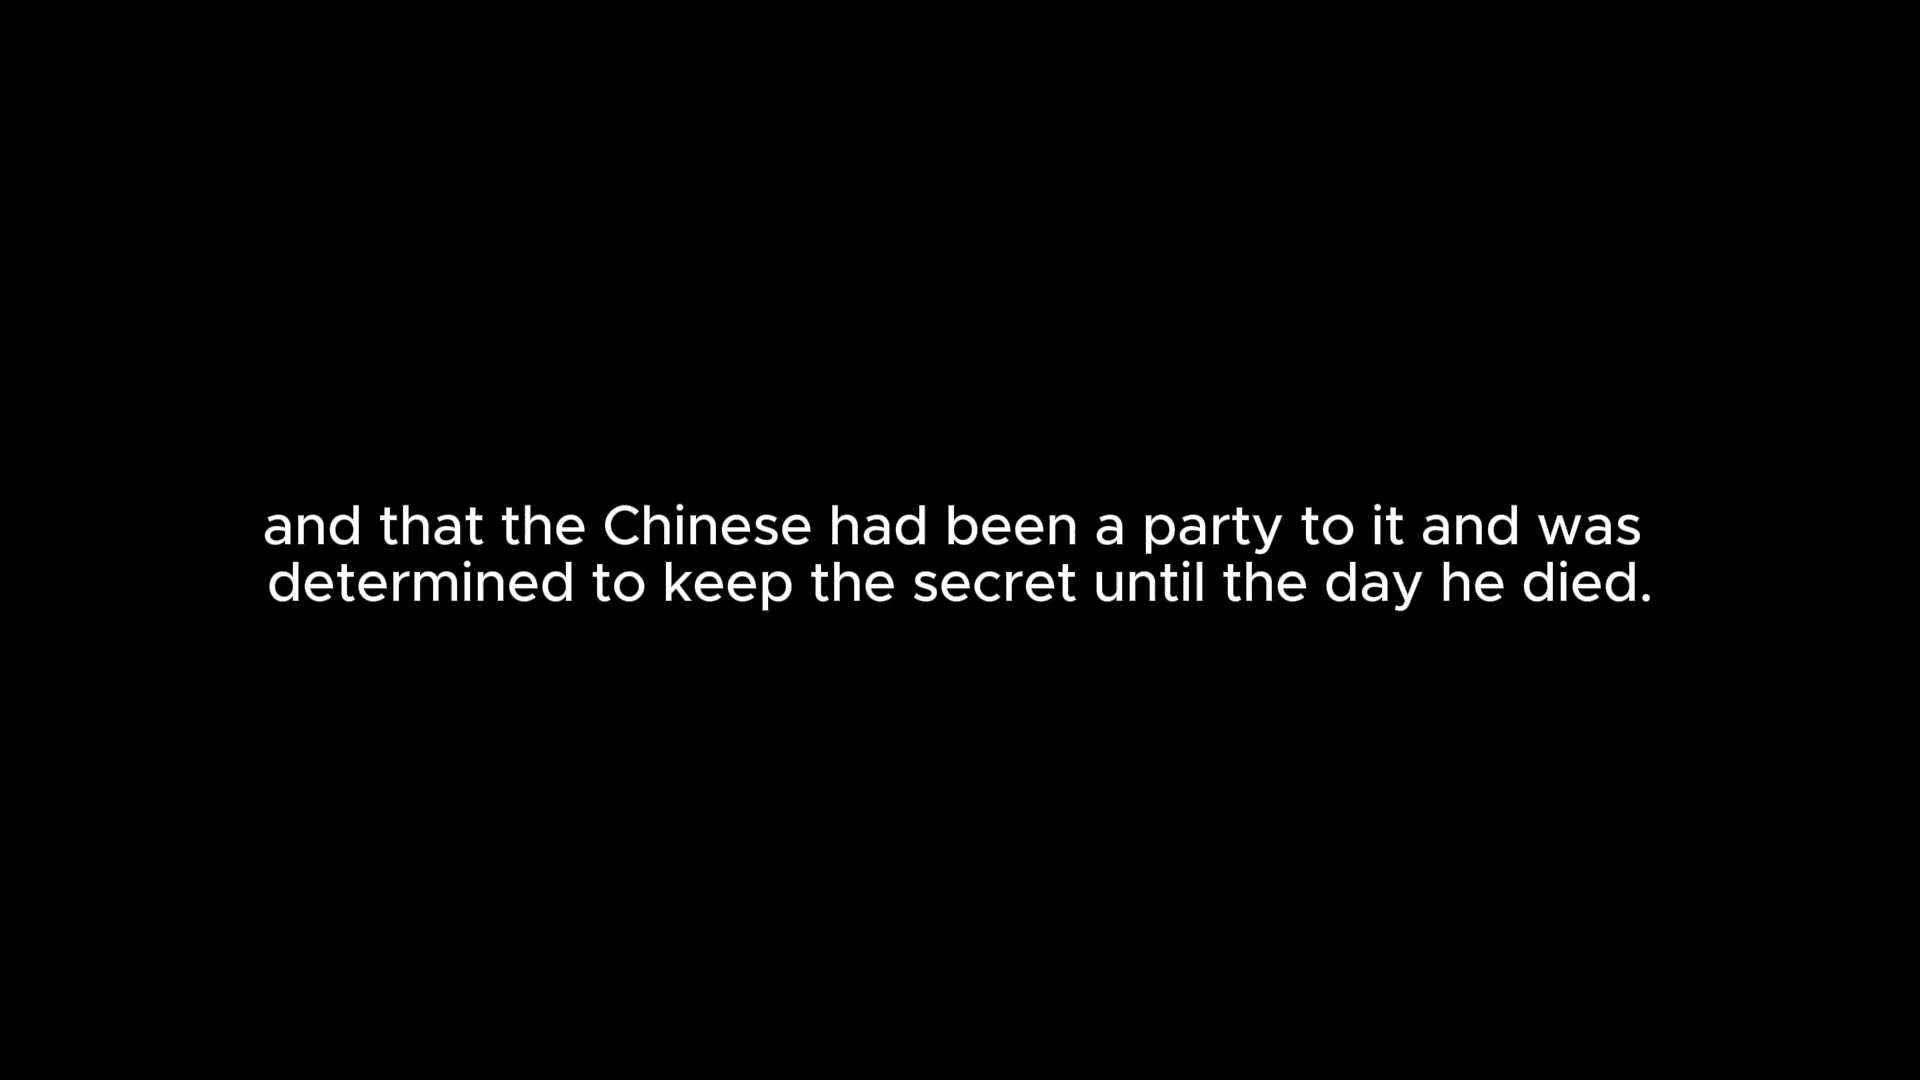 and that the Chinese had been a party to it and was
determined to keep the secret until the day he died.